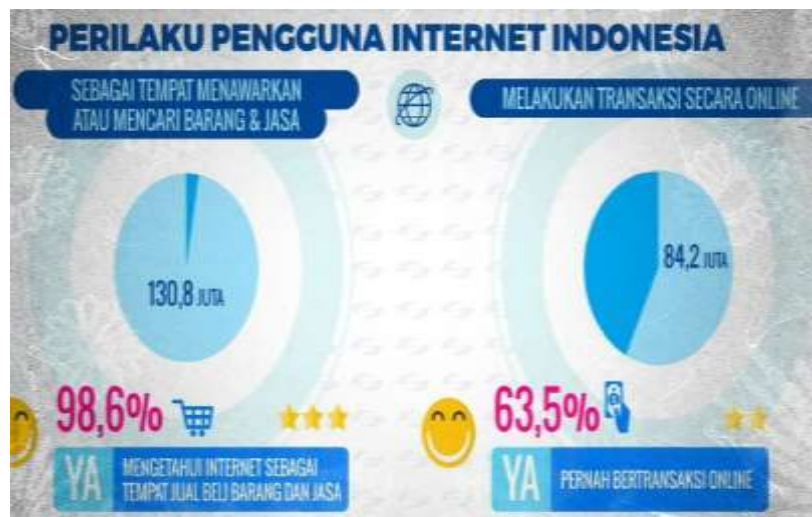 PERILAKU PENGGUNA INTERNET INDONESIA
SEBAGAI TEMPAT MENAWARKAN
ATAU MENCARI BARANG & JASA
130,8 JUTA
98,6%
YA
MENGETAHUI INTERNET SEBAGAI
TEMPAT JUAL BELI BARANG DAN JASA
MELAKUKAN TRANSAKSI SECARA ONLINE
84,2 JUTA
63,5%
YA
PERNAH BERTRANSAKSI ONLINE